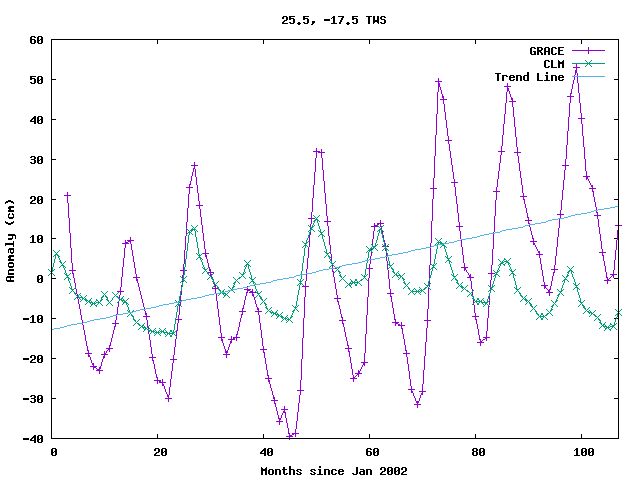 25.5, -17.5 TWS
GRACE
CLM
Trend Line
60
50
40
30
20
10
0
-10
-20
-30
-40
Anomaly (cm)
0 20 40 60 80 100
Months since Jan 2002